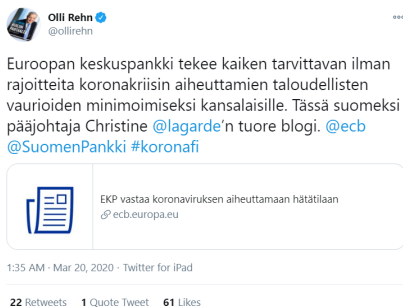 Olli Rehn
@ollirehn
Euroopan keskuspankki tekee kaiken tarvittavan ilman
rajoitteita koronakriisin aiheuttamien taloudellisten
vaurioiden minimoimiseksi kansalaisille. Tässä suomeksi
pääjohtaja Christine @lagarde’n tuore blogi. @ecb
@SuomenPankki #koronafi
EKP vastaa koronaviruksen aiheuttamaan hätätilaan
ecb.europa.eu
1:35 AM · Mar 20, 2020 · Twitter for iPad
22 Retweets 1 Quote Tweet 61 Likes